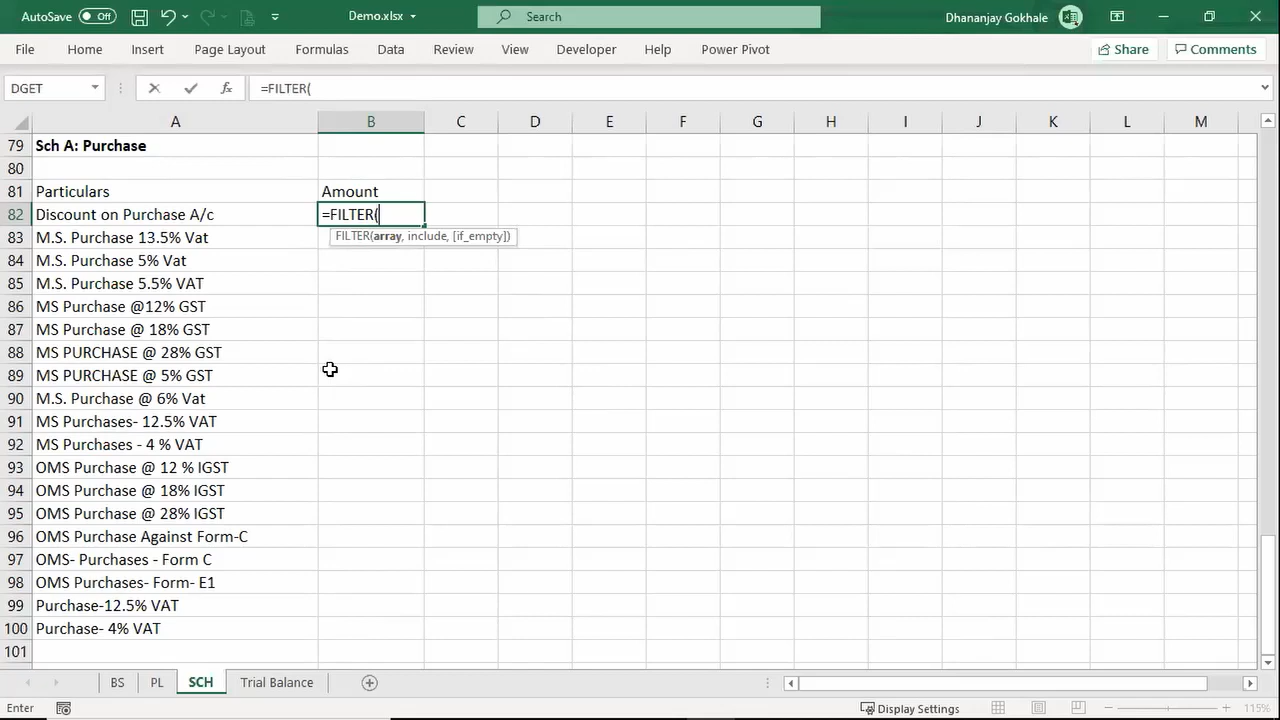 AutoSave Off Demo.xlsx Search Dhananjay Gokhale
File Home Insert Page Layout Formulas Data Review View Developer Help Power Pivot Share Comments
DGET fx =FILTER(
A B C D E F G H I J K L M
79 Sch A: Purchase
80
81 Particulars Amount
82 Discount on Purchase A/c =FILTER(
FILTER(array, include, [if_empty])
83 M.S. Purchase 13.5% Vat
84 M.S. Purchase 5% Vat
85 M.S. Purchase 5.5% VAT
86 MS Purchase @12% GST
87 MS Purchase @ 18% GST
88 MS PURCHASE @ 28% GST
89 MS PURCHASE @ 5% GST
90 M.S. Purchase @ 6% Vat
91 MS Purchases- 12.5% VAT
92 MS Purchases - 4 % VAT
93 OMS Purchase @ 12 % IGST
94 OMS Purchase @ 18% IGST
95 OMS Purchase @ 28% IGST
96 OMS Purchase Against Form-C
97 OMS- Purchases - Form C
98 OMS Purchases- Form- E1
99 Purchase-12.5% VAT
100 Purchase- 4% VAT
101
BS PL SCH Trial Balance
Enter Display Settings 115%